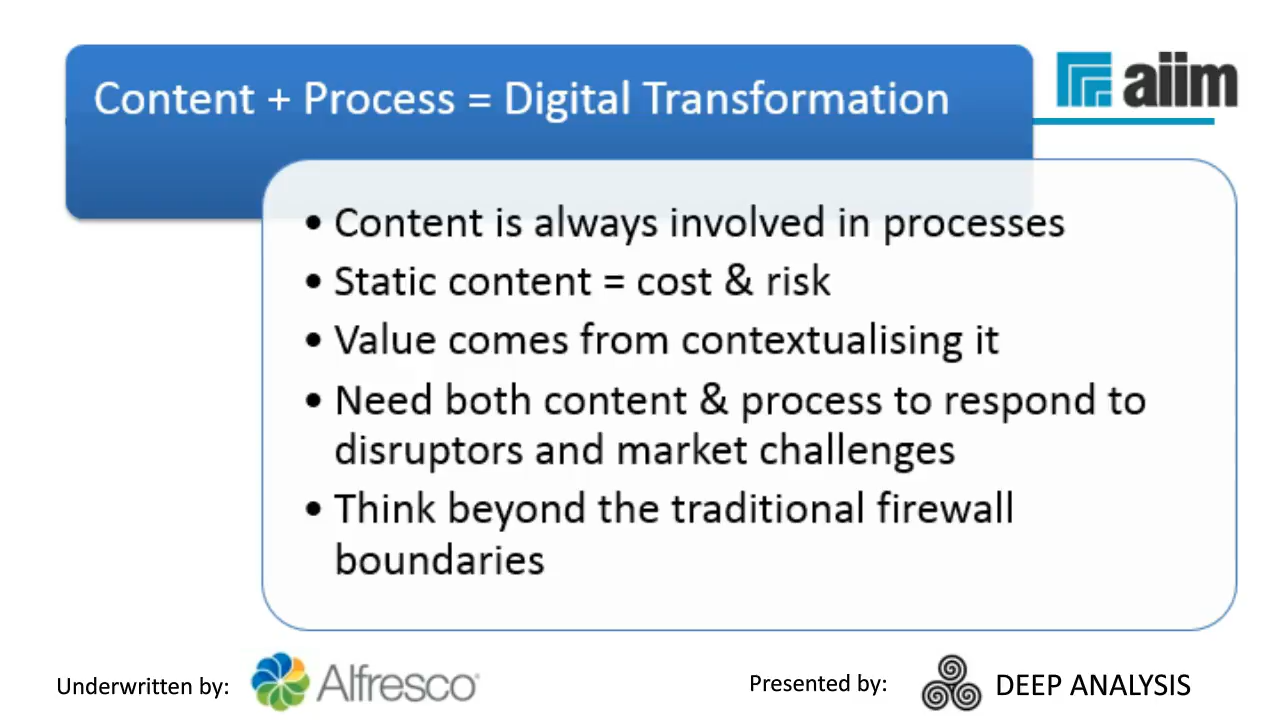 Content + Process = Digital Transformation
aiim
• Content is always involved in processes
• Static content = cost & risk
• Value comes from contextualising it
• Need both content & process to respond to
disruptors and market challenges
• Think beyond the traditional firewall
boundaries
Underwritten by:
Alfresco
Presented by:
DEEP ANALYSIS